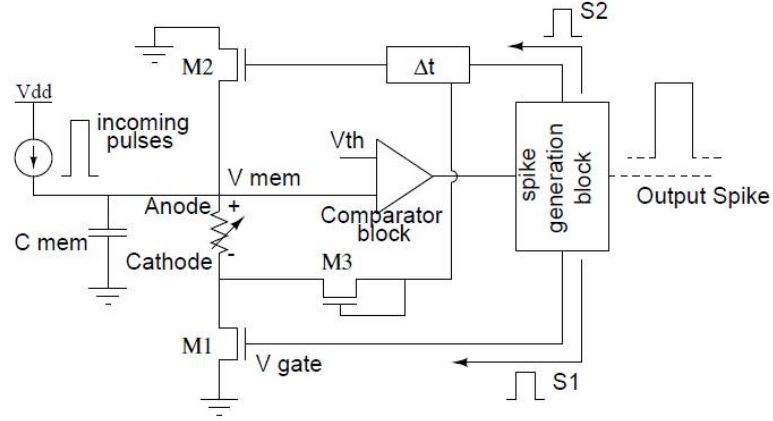 S2
M2
Δt
Vdd
incoming
pulses
Vth
V mem
spike
generation
block
Output Spike
Anode
+
Comparator
block
C mem
Cathode
-
M3
M1
V gate
S1